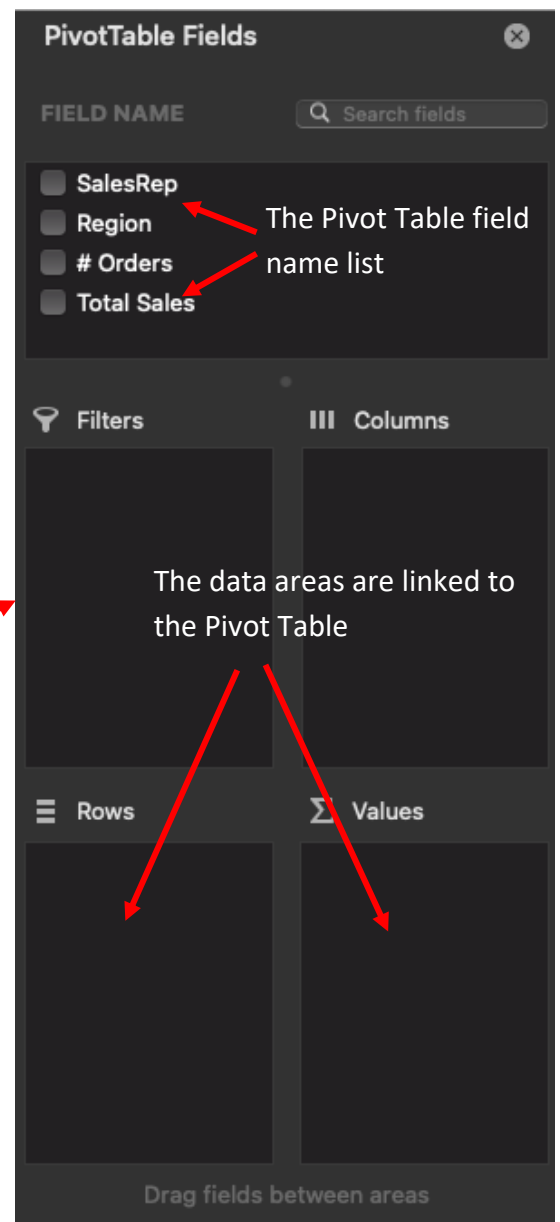 PivotTable Fields
FIELD NAME
Search fields
SalesRep
Region
# Orders
Total Sales
The Pivot Table field
name list
Filters
Columns
The data areas are linked to
the Pivot Table
Rows
Values
Drag fields between areas